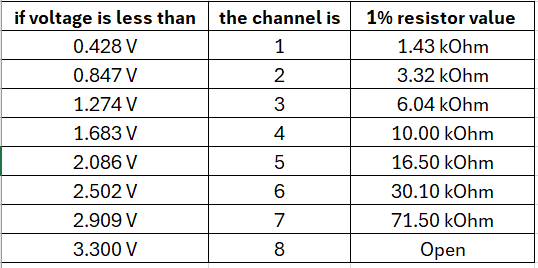 if voltage is less than the channel is 1% resistor value
0.428 V 1 1.43 kOhm
0.847 V 2 3.32 kOhm
1.274 V 3 6.04 kOhm
1.683 V 4 10.00 kOhm
2.086 V 5 16.50 kOhm
2.502 V 6 30.10 kOhm
2.909 V 7 71.50 kOhm
3.300 V 8 Open